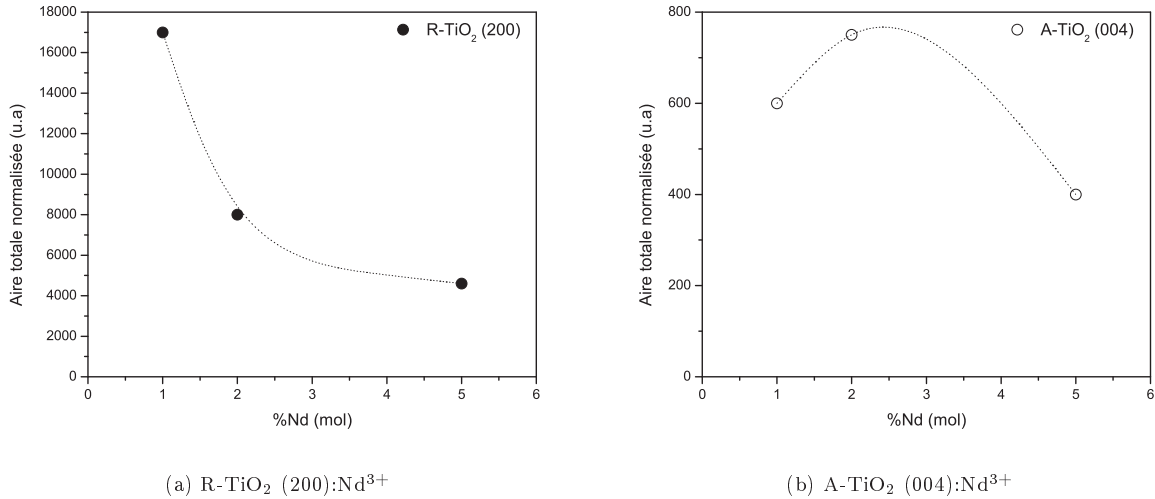 18000
16000
14000
12000
10000
8000
6000
4000
2000
0
Aire totale normalisée (u.a)
R-TiO₂ (200)
0 1 2 3 4 5 6
%Nd (mol)
(a) R-TiO₂ (200):Nd³⁺
800
600
400
200
0
Aire totale normalisée (u.a)
A-TiO₂ (004)
0 1 2 3 4 5 6
%Nd (mol)
(b) A-TiO₂ (004):Nd³⁺